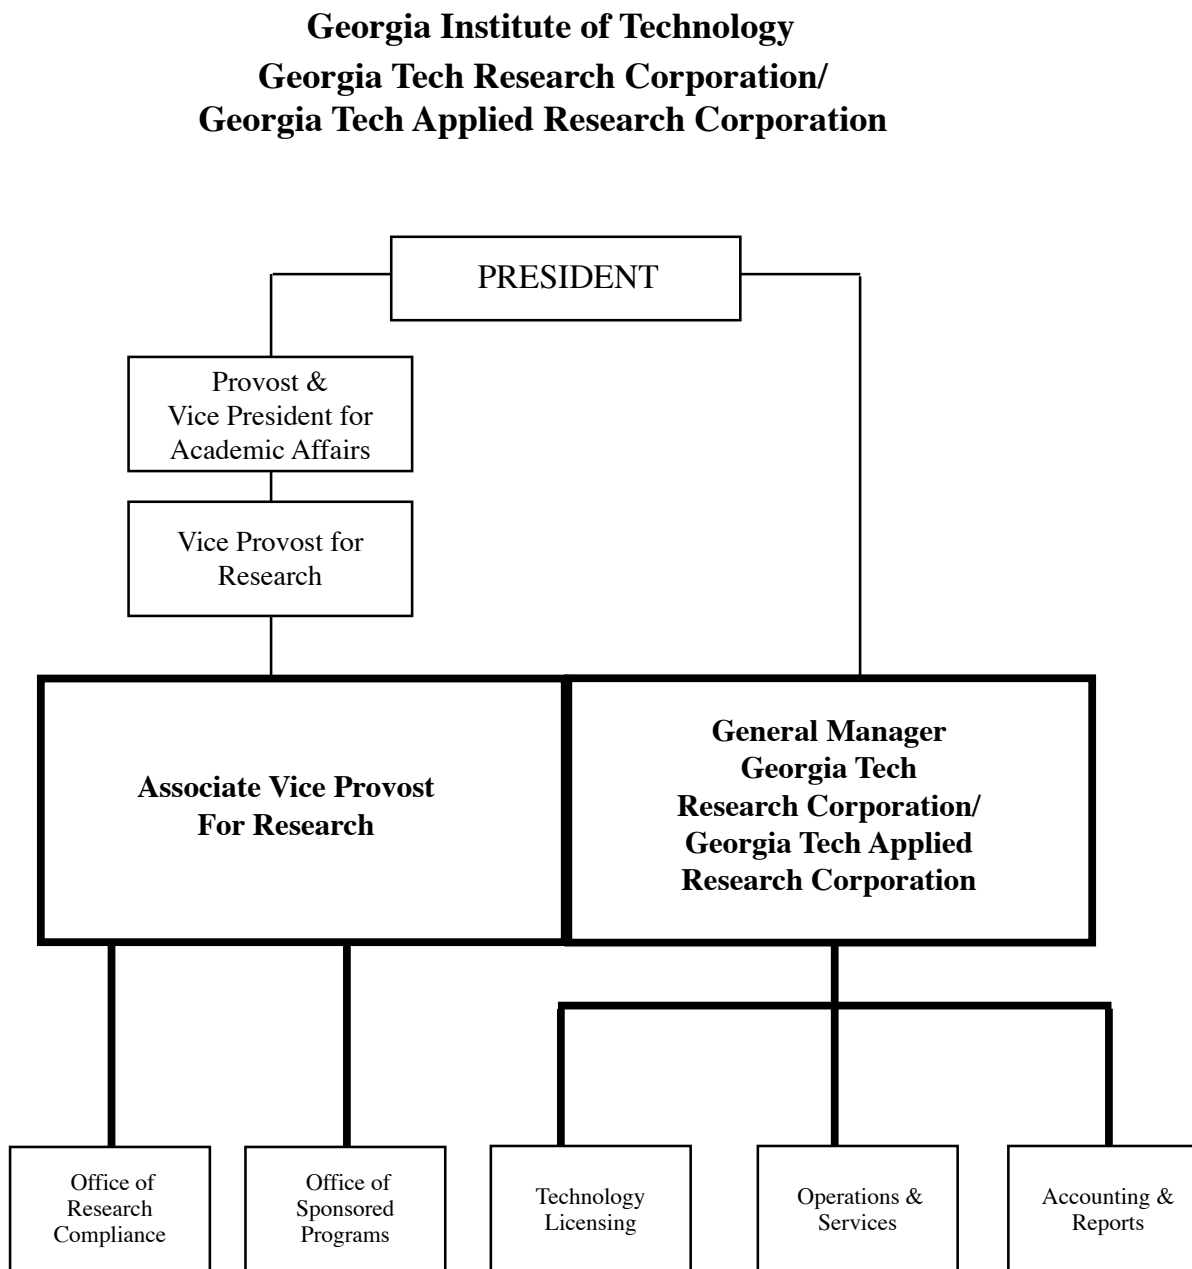 Georgia Institute of Technology
Georgia Tech Research Corporation/
Georgia Tech Applied Research Corporation
PRESIDENT
Provost &
Vice President for
Academic Affairs
Vice Provost for
Research
Associate Vice Provost
For Research
General Manager
Georgia Tech
Research Corporation/
Georgia Tech Applied
Research Corporation
Office of
Research
Compliance
Office of
Sponsored
Programs
Technology
Licensing
Operations &
Services
Accounting &
Reports